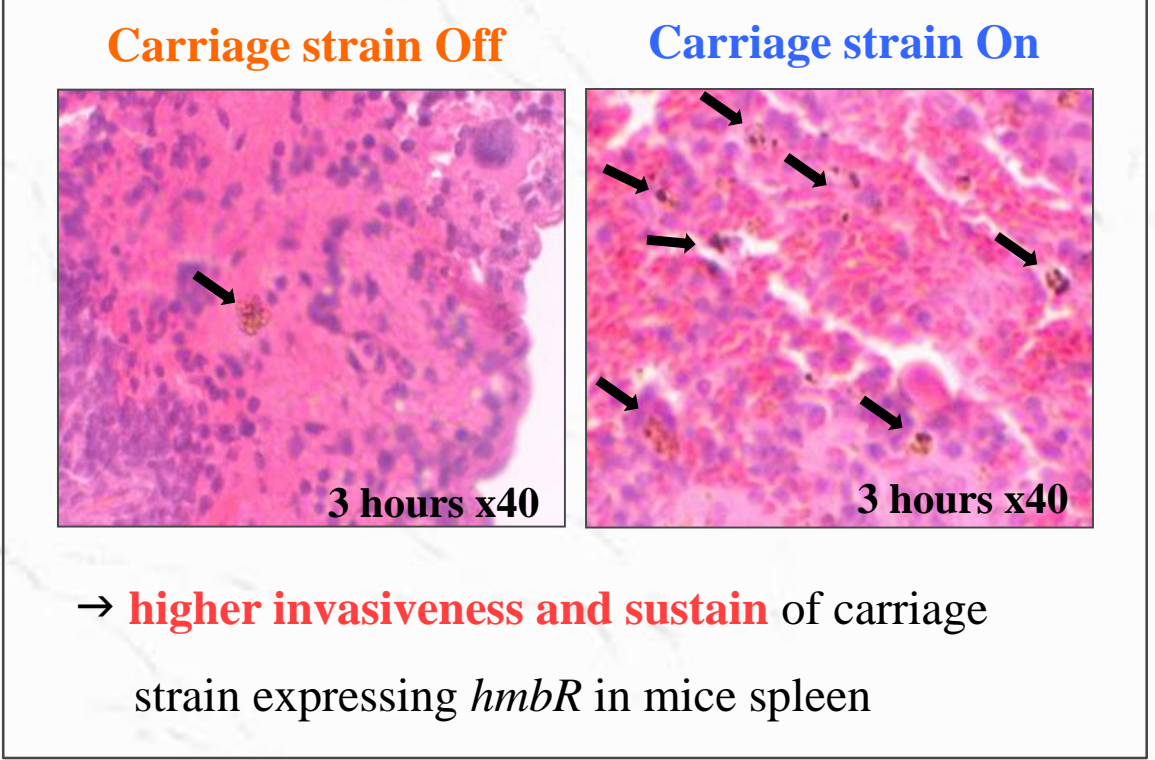 Carriage strain Off
Carriage strain On
3 hours x40
3 hours x40
→ higher invasiveness and sustain of carriage
strain expressing hmbR in mice spleen